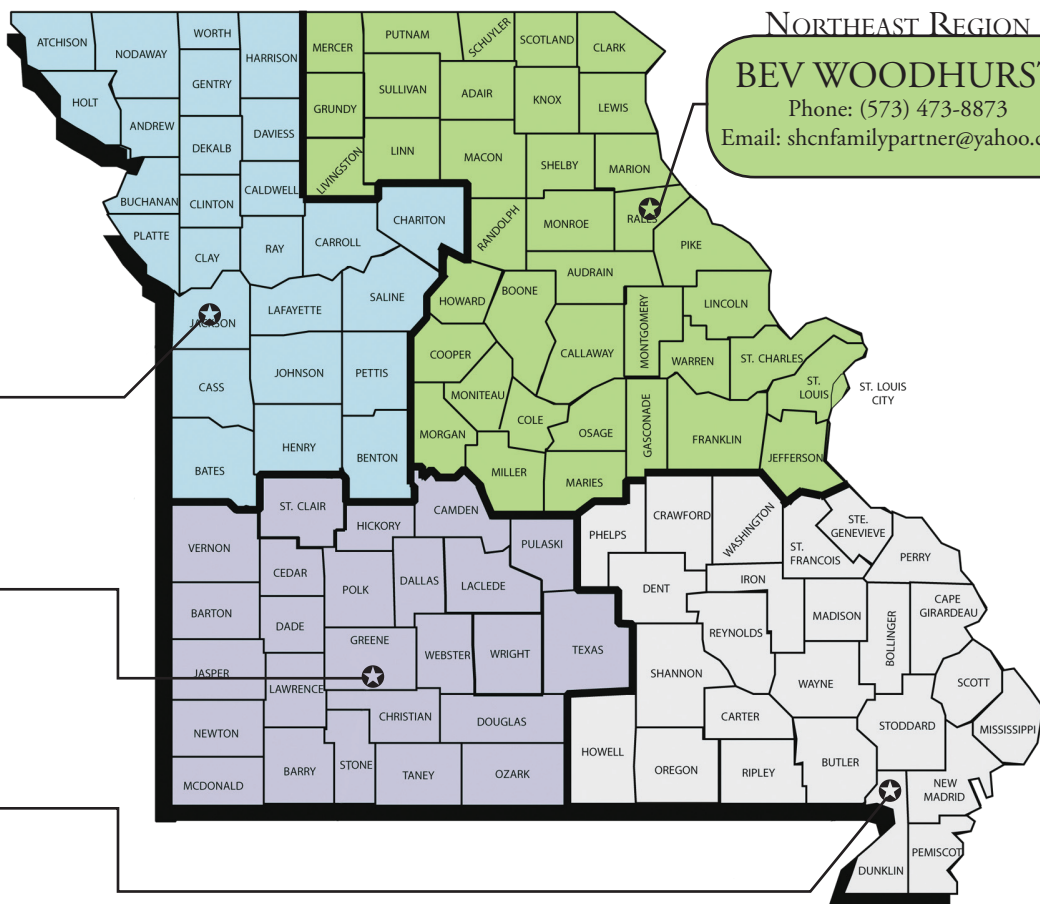 NORTHEAST REGION
BEV WOODHURST
Phone: (573) 473-8873
Email: shcnfamilypartner@yahoo.c
ATCHISON
NODAWAY
WORTH
HARRISON
MERCER
PUTNAM
SCHUYLER
SCOTLAND
CLARK
HOLT
GENTRY
GRUNDY
SULLIVAN
ADAIR
KNOX
LEWIS
ANDREW
DEKALB
DAVIESS
LIVINGSTON
LINN
MACON
SHELBY
MARION
BUCHANAN
CLINTON
CALDWELL
PLATTE
CLAY
RAY
CARROLL
CHARITON
RANDOLPH
MONROE
RALLS
PIKE
AUDRAIN
JACKSON
LAFAYETTE
SALINE
HOWARD
BOONE
MONTGOMERY
LINCOLN
COOPER
CALLAWAY
WARREN
ST. CHARLES
CASS
JOHNSON
PETTIS
MONITEAU
ST.
LOUIS
ST. LOUIS
CITY
COLE
OSAGE
GASCONADE
FRANKLIN
MORGAN
JEFFERSON
BATES
HENRY
BENTON
MILLER
MARIES
ST. CLAIR
HICKORY
CAMDEN
PULASKI
PHELPS
CRAWFORD
WASHINGTON
ST.
FRANCOIS
STE.
GENEVIEVE
PERRY
VERNON
CEDAR
POLK
DALLAS
LACLEDE
DENT
IRON
MADISON
BOLLINGER
CAPE
GIRARDEAU
BARTON
DADE
GREENE
WEBSTER
WRIGHT
TEXAS
REYNOLDS
JASPER
LAWRENCE
SHANNON
WAYNE
SCOTT
NEWTON
CHRISTIAN
DOUGLAS
CARTER
STODDARD
MISSISSIPPI
MCDONALD
BARRY
STONE
TANEY
OZARK
HOWELL
OREGON
RIPLEY
BUTLER
NEW
MADRID
DUNKLIN
PEMISCOT